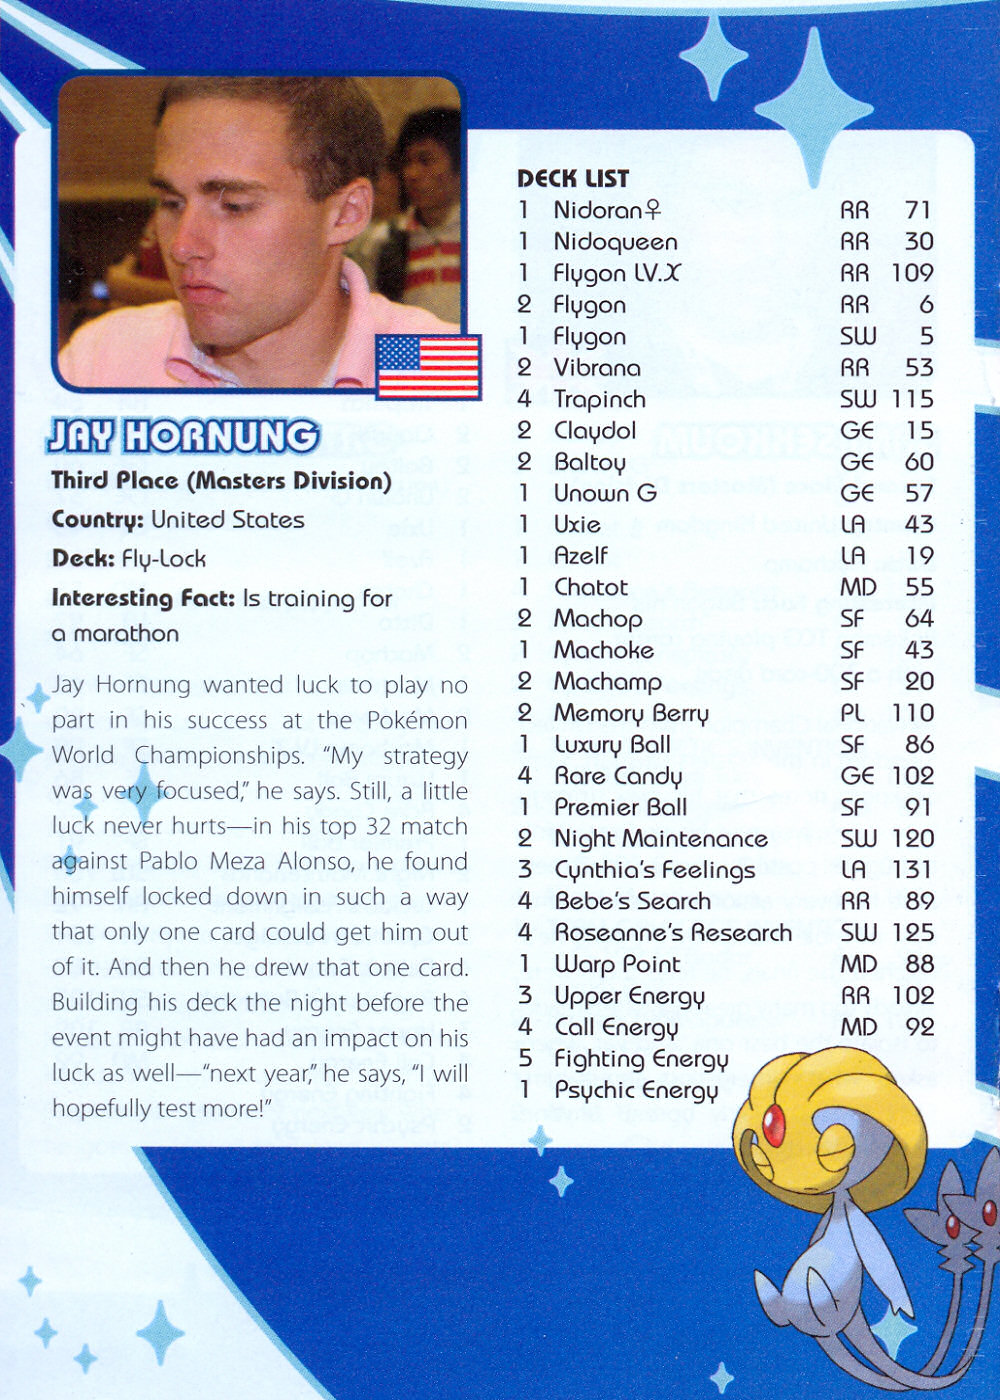 JAY HORNUNG
Third Place (Masters Division)
Country: United States
Deck: Fly-Lock
Interesting Fact: Is training for
a marathon
Jay Hornung wanted luck to play no
part in his success at the Pokémon
World Championships. “My strategy
was very focused,” he says. Still, a little
luck never hurts—in his top 32 match
against Pablo Meza Alonso, he found
himself locked down in such a way
that only one card could get him out
of it. And then he drew that one card.
Building his deck the night before the
event might have had an impact on his
luck as well—“next year,” he says, “I will
hopefully test more!”
DECK LIST
1 Nidoran♀ RR 71
1 Nidoqueen RR 30
1 Flygon LV.X RR 109
2 Flygon RR 6
1 Flygon SW 5
2 Vibrana RR 53
4 Trapinch SW 115
2 Claydol GE 15
2 Baltoy GE 60
1 Unown G GE 57
1 Uxie LA 43
1 Azelf LA 19
1 Chatot MD 55
2 Machop SF 64
1 Machoke SF 43
2 Machamp SF 20
2 Memory Berry PL 110
1 Luxury Ball SF 86
4 Rare Candy GE 102
1 Premier Ball SF 91
2 Night Maintenance SW 120
3 Cynthia's Feelings LA 131
4 Bebe's Search RR 89
4 Roseanne's Research SW 125
1 Warp Point MD 88
3 Upper Energy RR 102
4 Call Energy MD 92
5 Fighting Energy
1 Psychic Energy